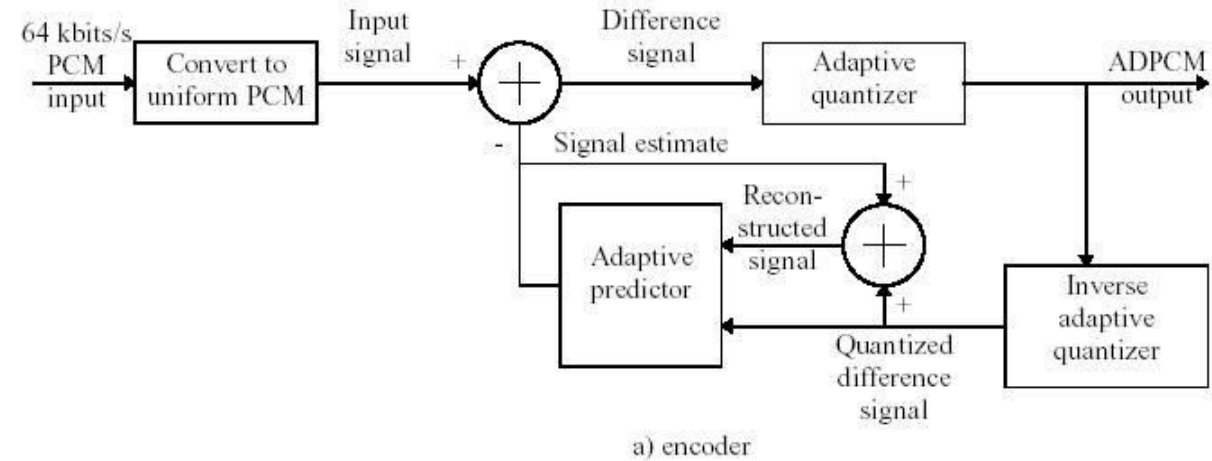 64 kbits/s
PCM
input
Convert to
uniform PCM
Input
signal
+
-
Difference
signal
Adaptive
quantizer
ADPCM
output
Signal estimate
+
Recon-
structed
signal
Adaptive
predictor
+
Inverse
adaptive
quantizer
Quantized
difference
signal
a) encoder